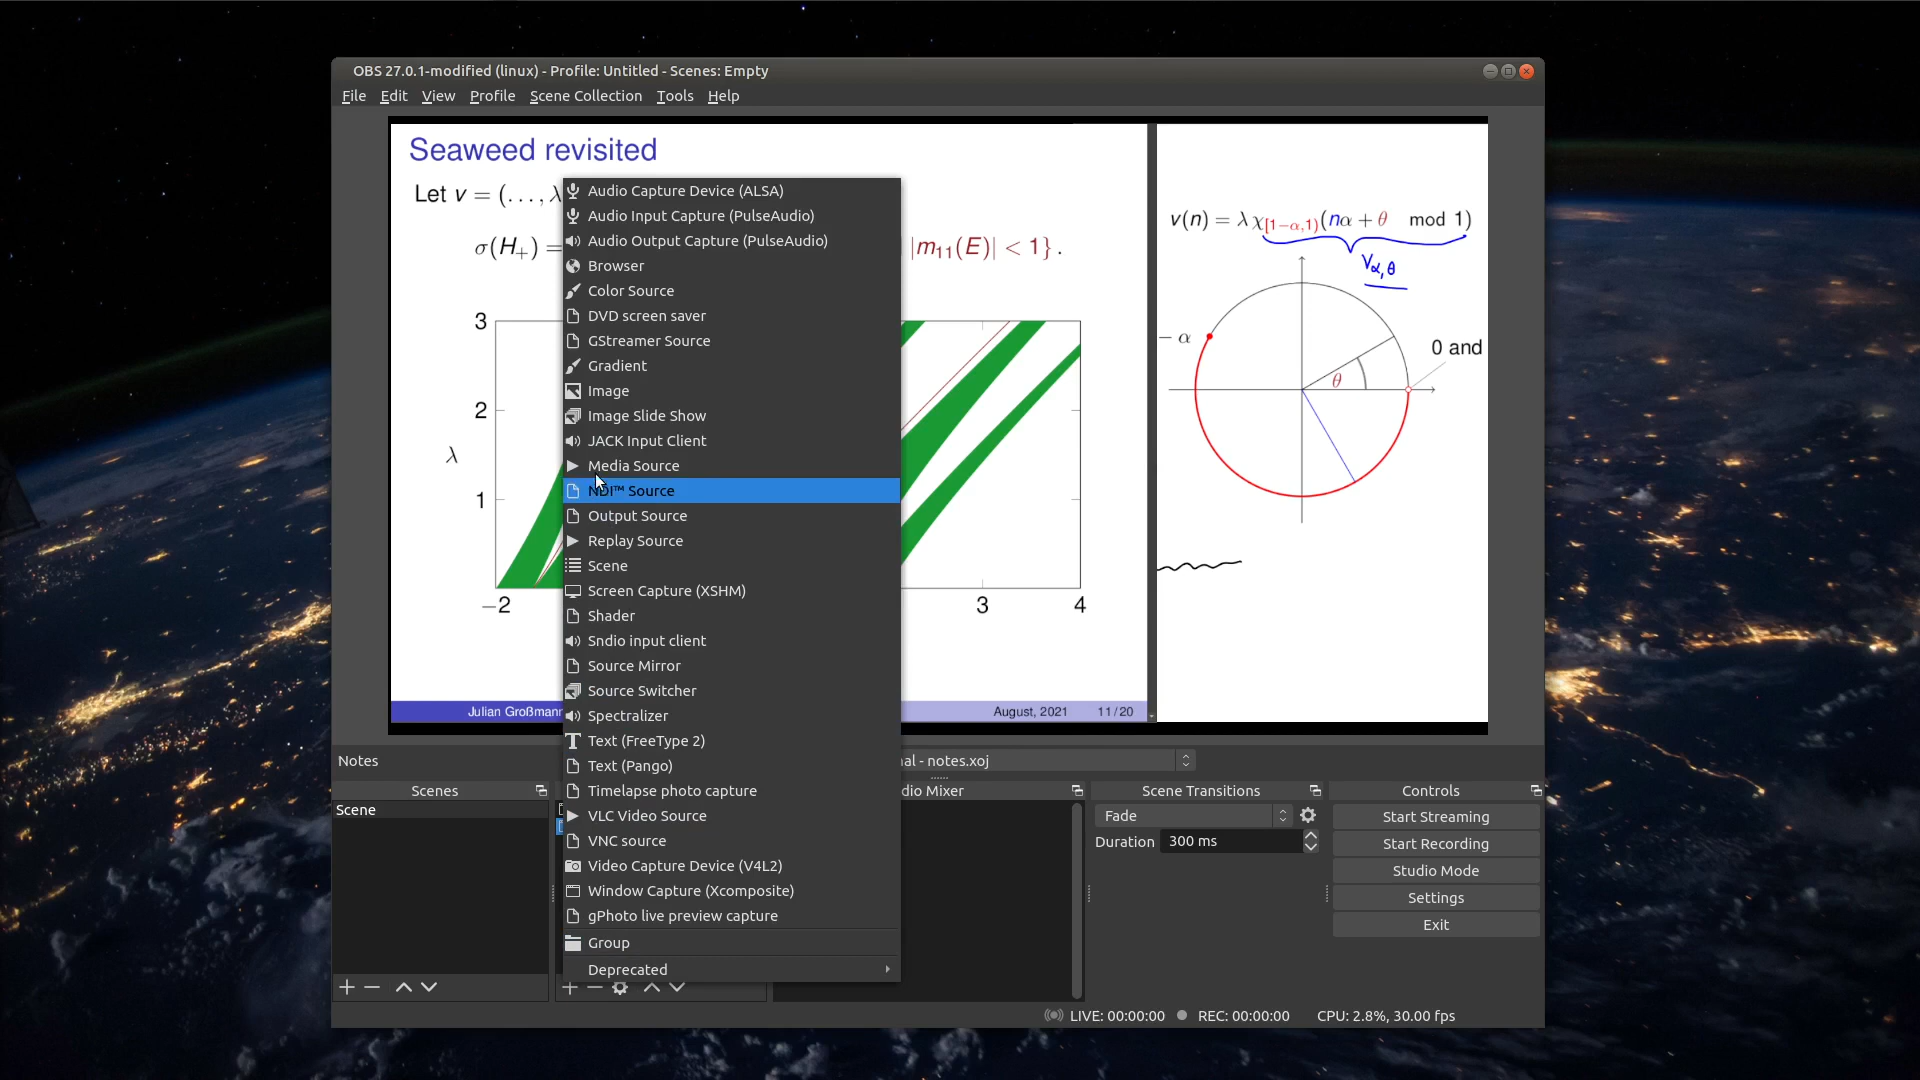 OBS 27.0.1-modified (linux) - Profile: Untitled - Scenes: Empty
File Edit View Profile Scene Collection Tools Help
Seaweed revisited
Let v = (. . . , λ
σ(H₊) =
|m₁₁(E)| < 1} .
3
2
λ
1
−2
3
4
Julian Großmann
August, 2021 11/20
v(n) = λ χ[1−α,1)(nα + θ mod 1)
Vα,θ
− α
θ
0 and
Audio Capture Device (ALSA)
Audio Input Capture (PulseAudio)
Audio Output Capture (PulseAudio)
Browser
Color Source
DVD screen saver
GStreamer Source
Gradient
Image
Image Slide Show
JACK Input Client
Media Source
NDI™ Source
Output Source
Replay Source
Scene
Screen Capture (XSHM)
Shader
Sndio input client
Source Mirror
Source Switcher
Spectralizer
Text (FreeType 2)
Text (Pango)
Timelapse photo capture
VLC Video Source
VNC source
Video Capture Device (V4L2)
Window Capture (Xcomposite)
gPhoto live preview capture
Group
Deprecated
Notes
al - notes.xoj
Scenes
Scene
dio Mixer
Scene Transitions
Fade
Duration 300 ms
Controls
Start Streaming
Start Recording
Studio Mode
Settings
Exit
LIVE: 00:00:00 REC: 00:00:00 CPU: 2.8%, 30.00 fps